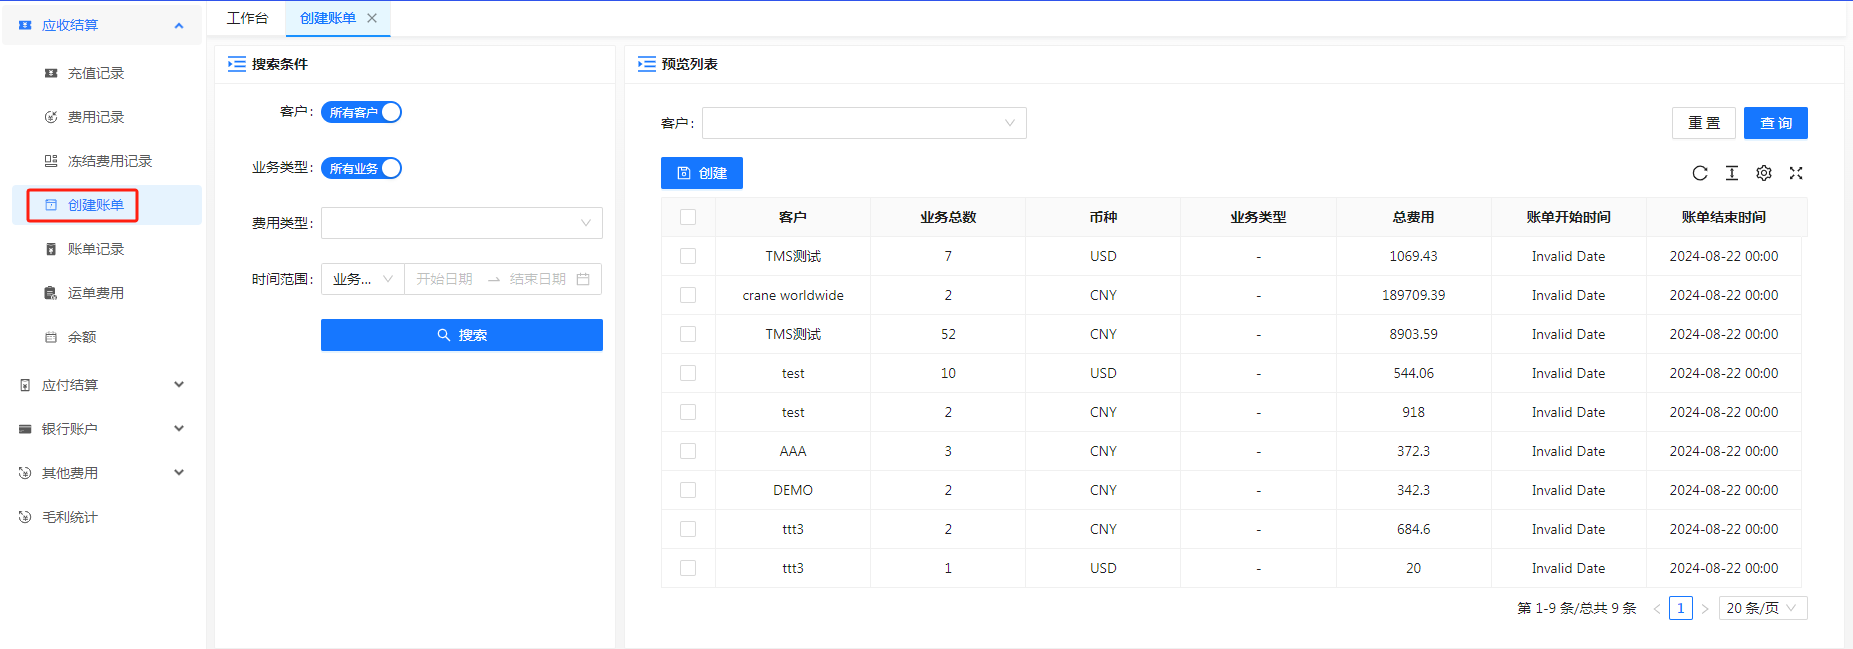 应收结算
充值记录
费用记录
冻结费用记录
创建账单
账单记录
运单费用
余额
应付结算
银行账户
其他费用
毛利统计
工作台 创建账单
搜索条件
客户: 所有客户
业务类型: 所有业务
费用类型:
时间范围: 业务... 开始日期 → 结束日期
搜索
预览列表
客户:
重 置 查 询
创建
客户 业务总数 币种 业务类型 总费用 账单开始时间 账单结束时间
TMS测试 7 USD - 1069.43 Invalid Date 2024-08-22 00:00
crane worldwide 2 CNY - 189709.39 Invalid Date 2024-08-22 00:00
TMS测试 52 CNY - 8903.59 Invalid Date 2024-08-22 00:00
test 10 USD - 544.06 Invalid Date 2024-08-22 00:00
test 2 CNY - 918 Invalid Date 2024-08-22 00:00
AAA 3 CNY - 372.3 Invalid Date 2024-08-22 00:00
DEMO 2 CNY - 342.3 Invalid Date 2024-08-22 00:00
ttt3 2 CNY - 684.6 Invalid Date 2024-08-22 00:00
ttt3 1 USD - 20 Invalid Date 2024-08-22 00:00
第 1-9 条/总共 9 条 < 1 > 20 条/页